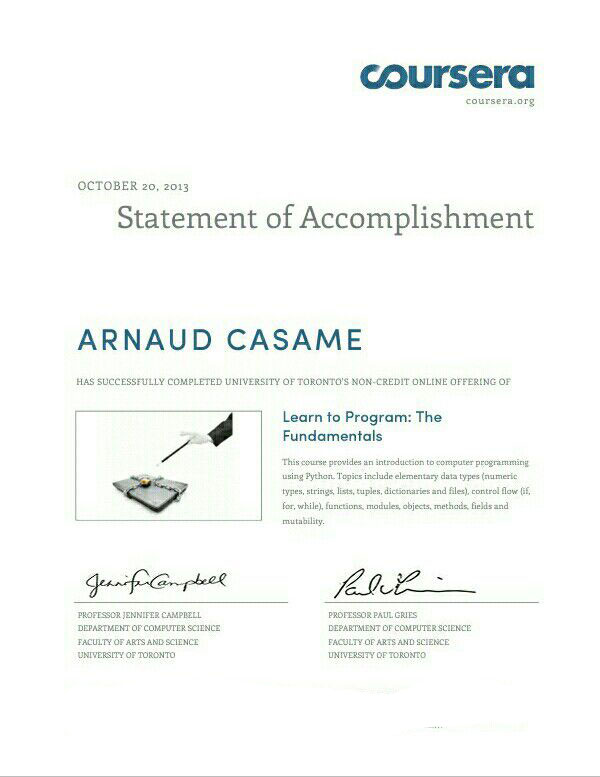 coursera
coursera.org
OCTOBER 20, 2013
Statement of Accomplishment
ARNAUD CASAME
HAS SUCCESSFULLY COMPLETED UNIVERSITY OF TORONTO'S NON-CREDIT ONLINE OFFERING OF
Learn to Program: The
Fundamentals
This course provides an introduction to computer programming
using Python. Topics include elementary data types (numeric
types, strings, lists, tuples, dictionaries and files), control flow (if,
for, while), functions, modules, objects, methods, fields and
mutability.
Jennifer Campbell
PROFESSOR JENNIFER CAMPBELL
DEPARTMENT OF COMPUTER SCIENCE
FACULTY OF ARTS AND SCIENCE
UNIVERSITY OF TORONTO
Paul
PROFESSOR PAUL GRIES
DEPARTMENT OF COMPUTER SCIENCE
FACULTY OF ARTS AND SCIENCE
UNIVERSITY OF TORONTO